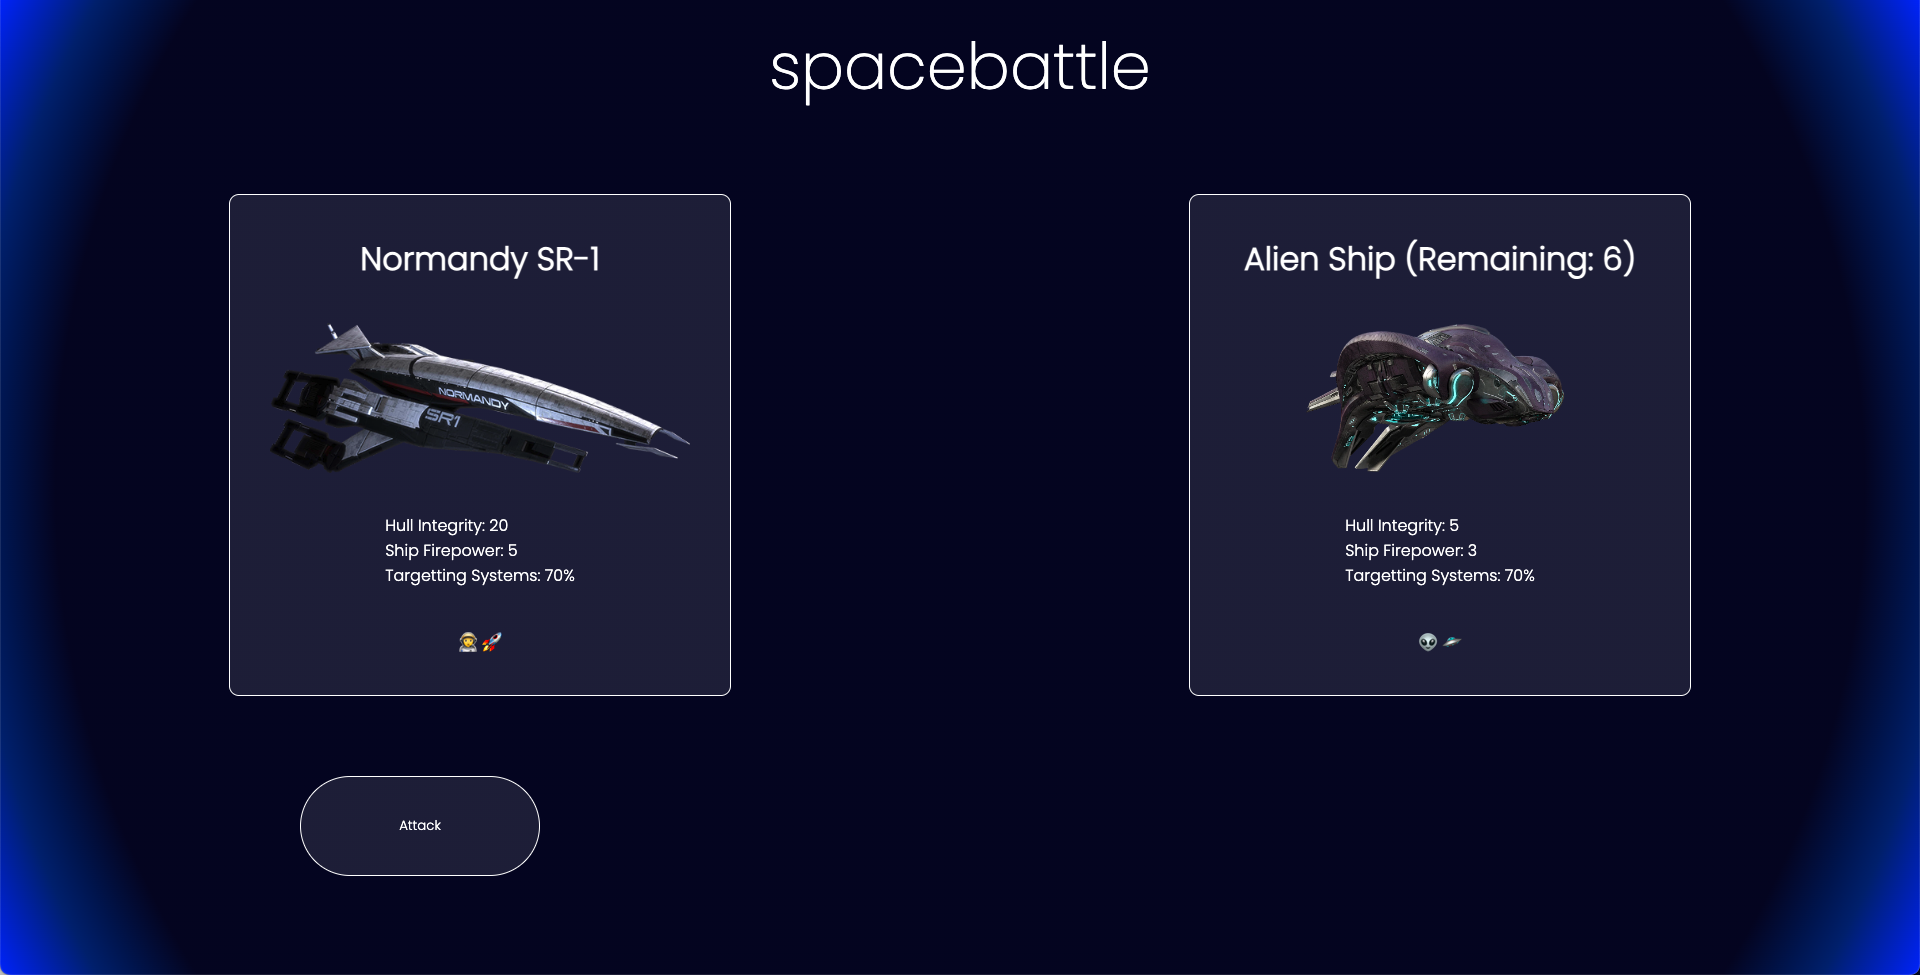 spacebattle
Normandy SR-1
NORMANDY
SR1
Hull Integrity: 20
Ship Firepower: 5
Targetting Systems: 70%
Attack
Alien Ship (Remaining: 6)
Hull Integrity: 5
Ship Firepower: 3
Targetting Systems: 70%